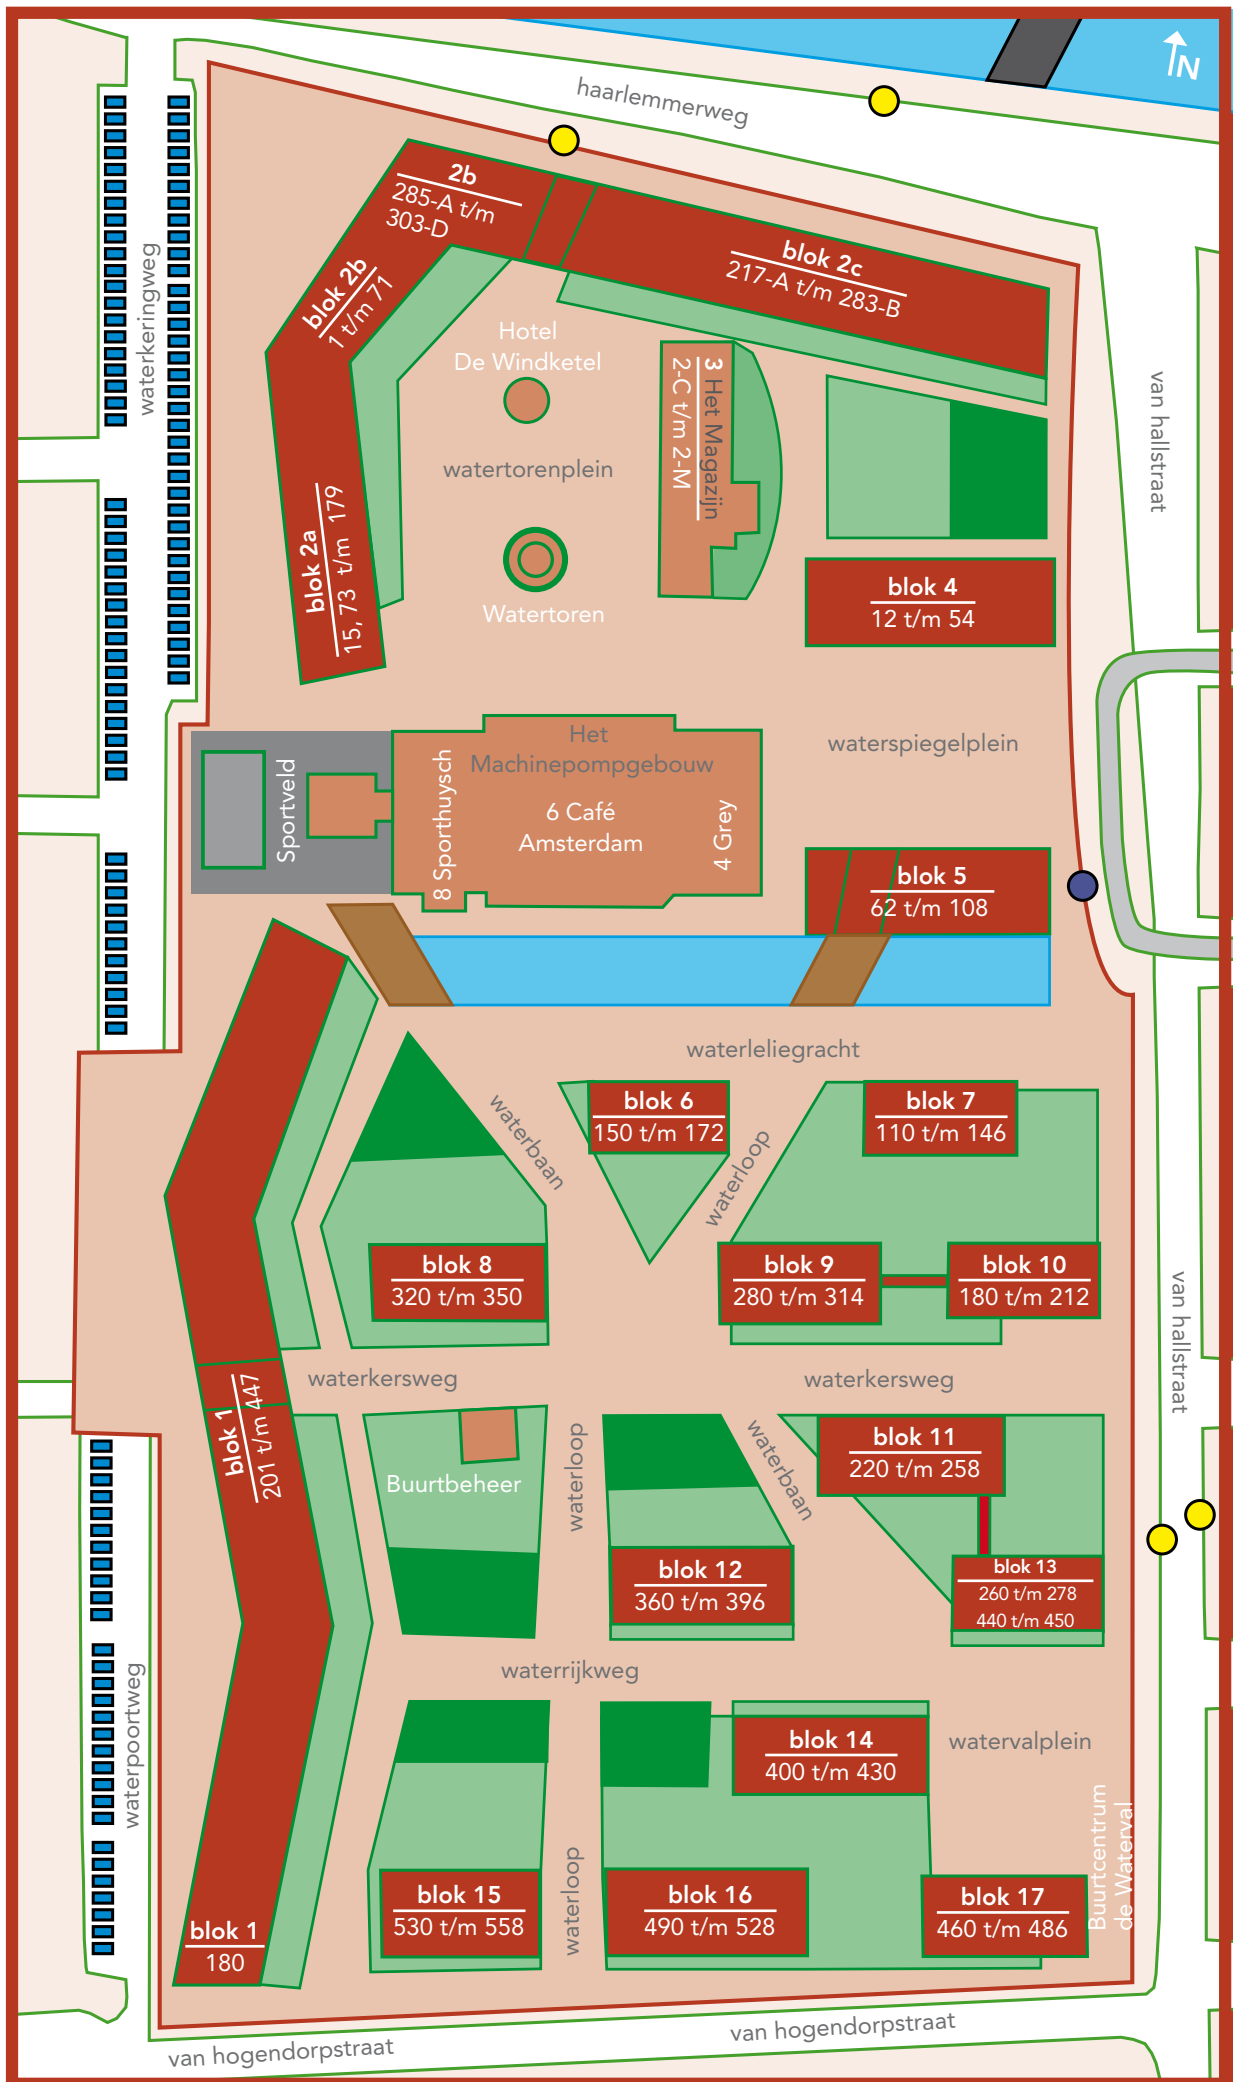 N
haarlemmerweg
2b
285-A t/m
303-D
blok 2c
217-A t/m 283-B
blok 2b
1 t/m 71
waterkeringweg
Hotel
De Windketel
3 Het Magazijn
2-C t/m 2-M
van hallstraat
watertorenplein
blok 2a
15, 73 t/m 179
Watertoren
blok 4
12 t/m 54
Het
Machinepompgebouw
waterspiegelplein
Sportveld
8 Sporthuysch
6 Café
Amsterdam
4 Grey
blok 5
62 t/m 108
waterleliegracht
waterbaan
blok 6
150 t/m 172
waterloop
blok 7
110 t/m 146
blok 8
320 t/m 350
blok 9
280 t/m 314
blok 10
180 t/m 212
van hallstraat
waterkersweg
waterkersweg
blok 1
201 t/m 447
Buurtbeheer
waterloop
waterbaan
blok 11
220 t/m 258
blok 12
360 t/m 396
blok 13
260 t/m 278
440 t/m 450
waterrijkweg
waterpoortweg
blok 14
400 t/m 430
watervalplein
Buurtcentrum
de Waterval
blok 15
530 t/m 558
waterloop
blok 16
490 t/m 528
blok 17
460 t/m 486
blok 1
180
van hogendorpstraat
van hogendorpstraat